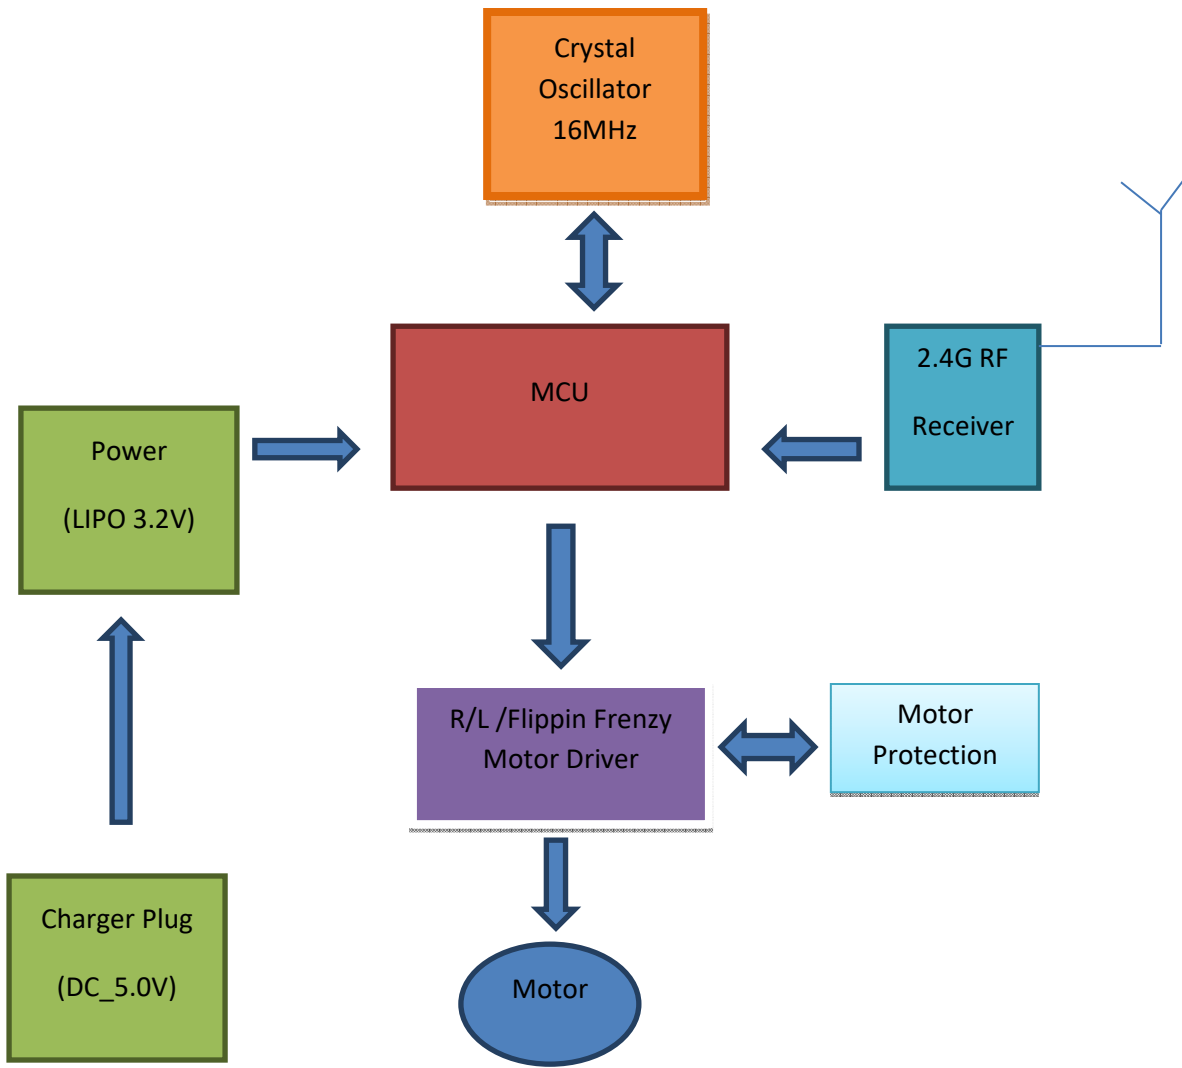 Crystal
Oscillator
16MHz
2.4G RF
Receiver
MCU
Power
(LIPO 3.2V)
R/L /Flippin Frenzy
Motor Driver
Motor
Protection
Charger Plug
(DC_5.0V)
Motor